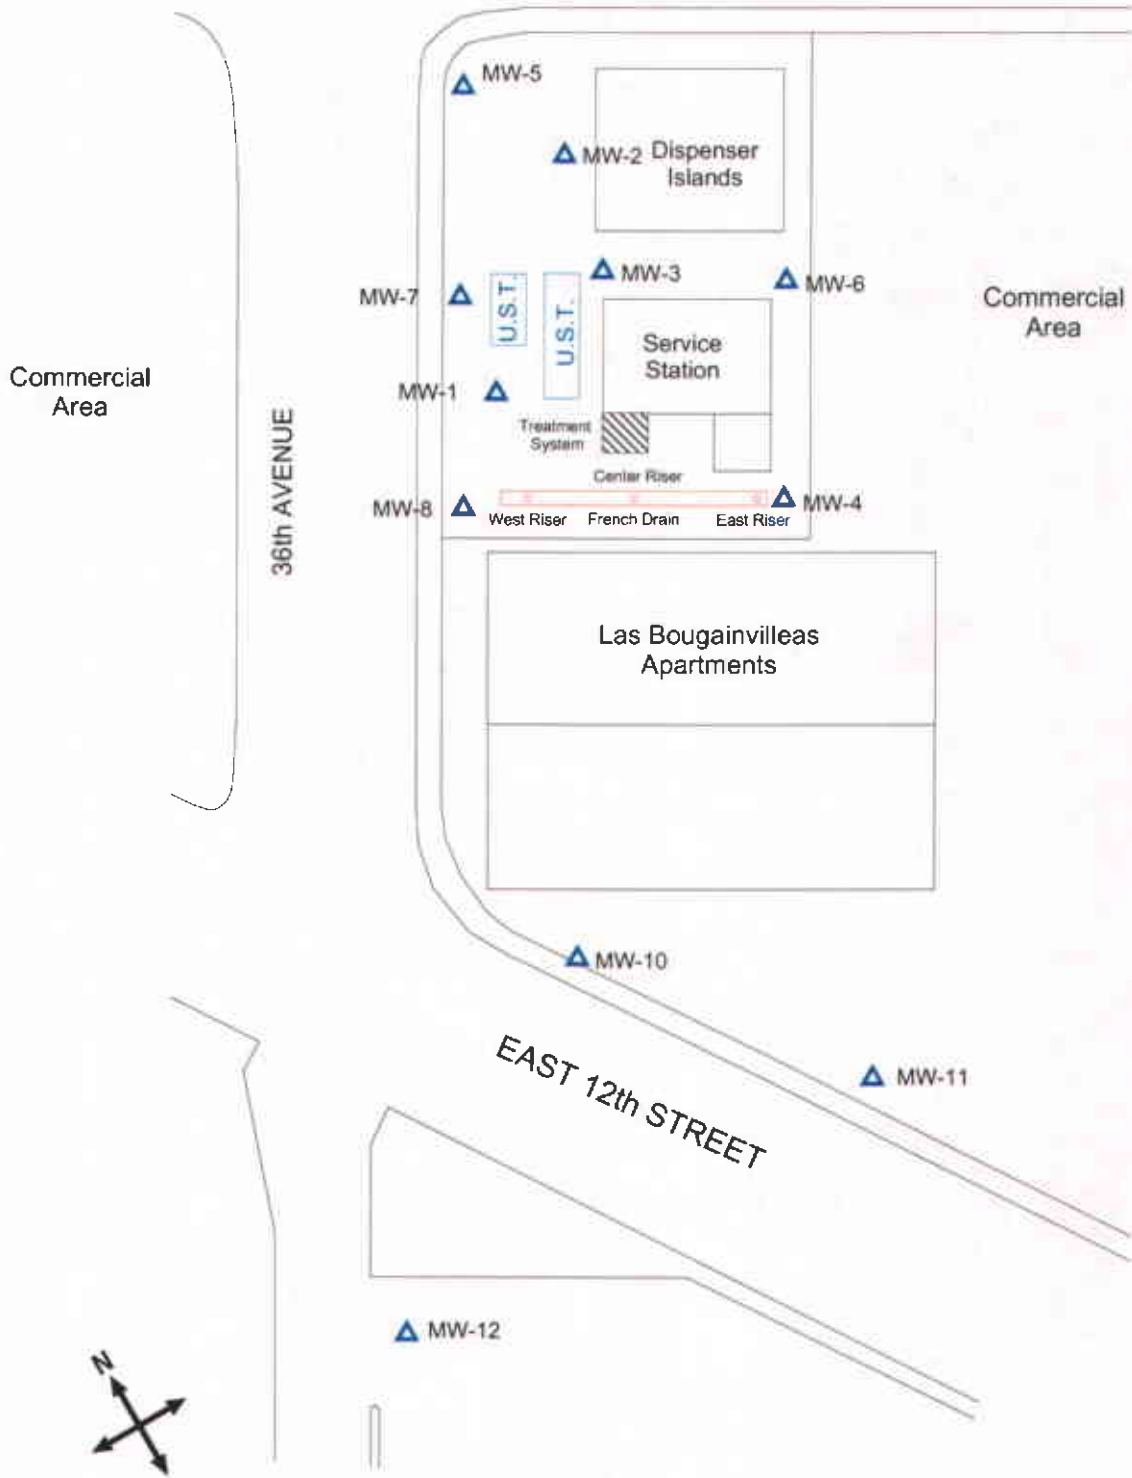 MW-5
MW-2
Dispenser
Islands
MW-3
MW-6
MW-7
U.S.T.
U.S.T.
Commercial
Area
Service
Station
Commercial
Area
MW-1
Treatment
System
36th AVENUE
Center Riser
MW-8
MW-4
West Riser
French Drain
East Riser
Las Bougainvilleas
Apartments
MW-10
EAST 12th STREET
MW-11
MW-12
N